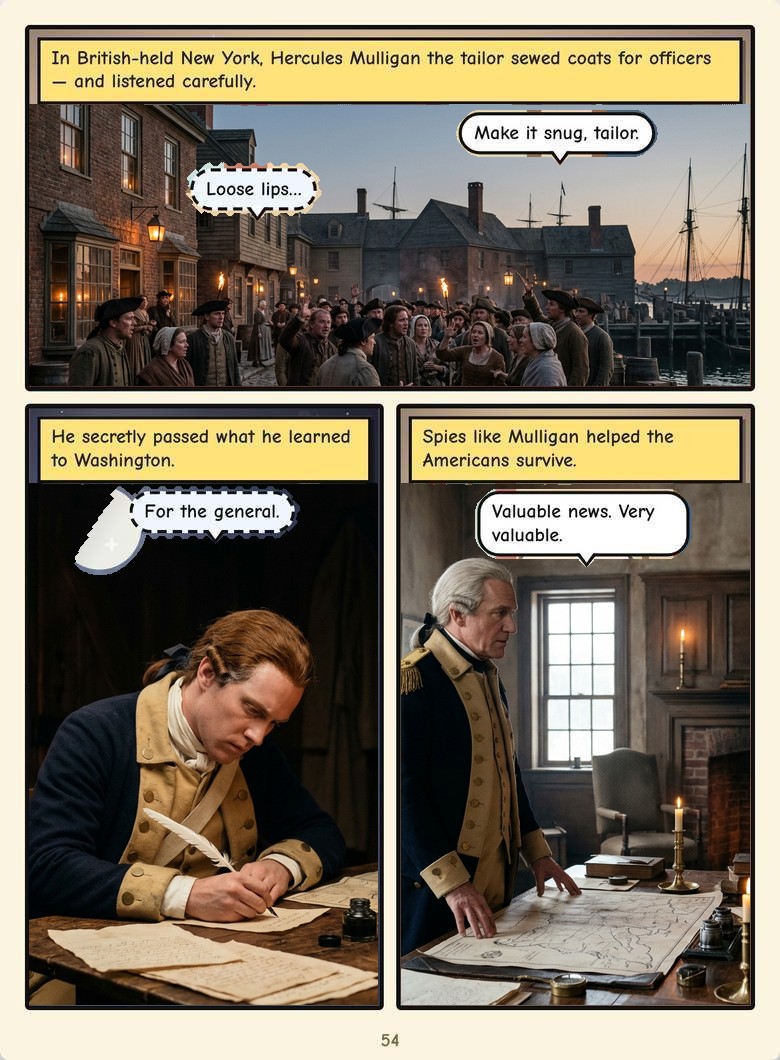 In British-held New York, Hercules Mulligan the tailor sewed coats for officers
— and listened carefully.
Make it snug, tailor.
Loose lips...
He secretly passed what he learned
to Washington.
For the general.
Spies like Mulligan helped the
Americans survive.
Valuable news. Very
valuable.
54